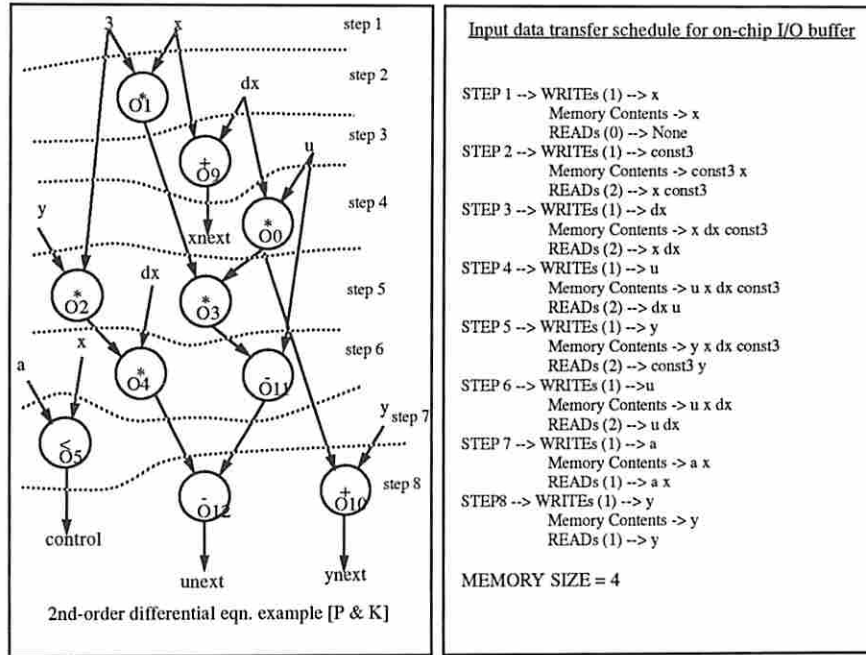 3 x step 1
step 2
* O1
dx
step 3
+ O9
u
step 4
* O0
y
xnext
dx
step 5
* O2
* O3
x
step 6
a
* O4
- O11
y step 7
< O5
step 8
- O12
+ O10
control
unext
ynext
2nd-order differential eqn. example [P & K]
Input data transfer schedule for on-chip I/O buffer
STEP 1 --> WRITEs (1) --> x
Memory Contents -> x
READs (0) --> None
STEP 2 --> WRITEs (1) --> const3
Memory Contents --> const3 x
READs (2) --> x const3
STEP 3 --> WRITEs (1) --> dx
Memory Contents --> x dx const3
READs (2) --> x dx
STEP 4 --> WRITEs (1) --> u
Memory Contents --> u x dx const3
READs (2) --> dx u
STEP 5 --> WRITEs (1) --> y
Memory Contents --> y x dx const3
READs (2) --> const3 y
STEP 6 --> WRITEs (1) -->u
Memory Contents --> u x dx
READs (2) --> u dx
STEP 7 --> WRITEs (1) --> a
Memory Contents --> a x
READs (1) --> a x
STEP8 --> WRITEs (1) --> y
Memory Contents -> y
READs (1) --> y
MEMORY SIZE = 4